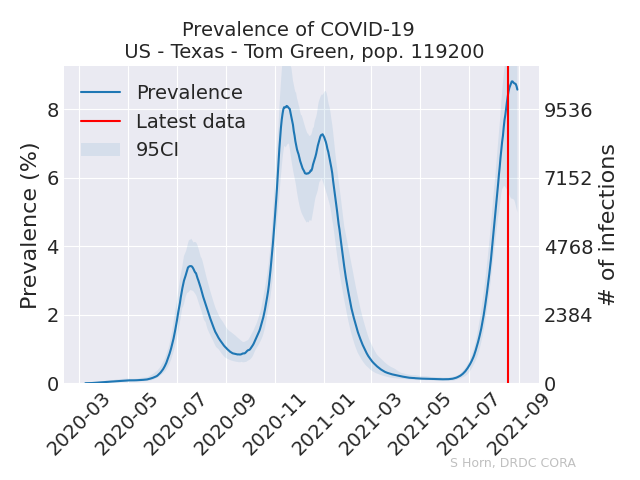 Prevalence of COVID-19
US - Texas - Tom Green, pop. 119200
Prevalence
Latest data
95CI
Prevalence (%)
8
6
4
2
0
9536
7152
4768
2384
0
# of infections
2020-03
2020-05
2020-07
2020-09
2020-11
2021-01
2021-03
2021-05
2021-07
2021-09
S Horn, DRDC CORA